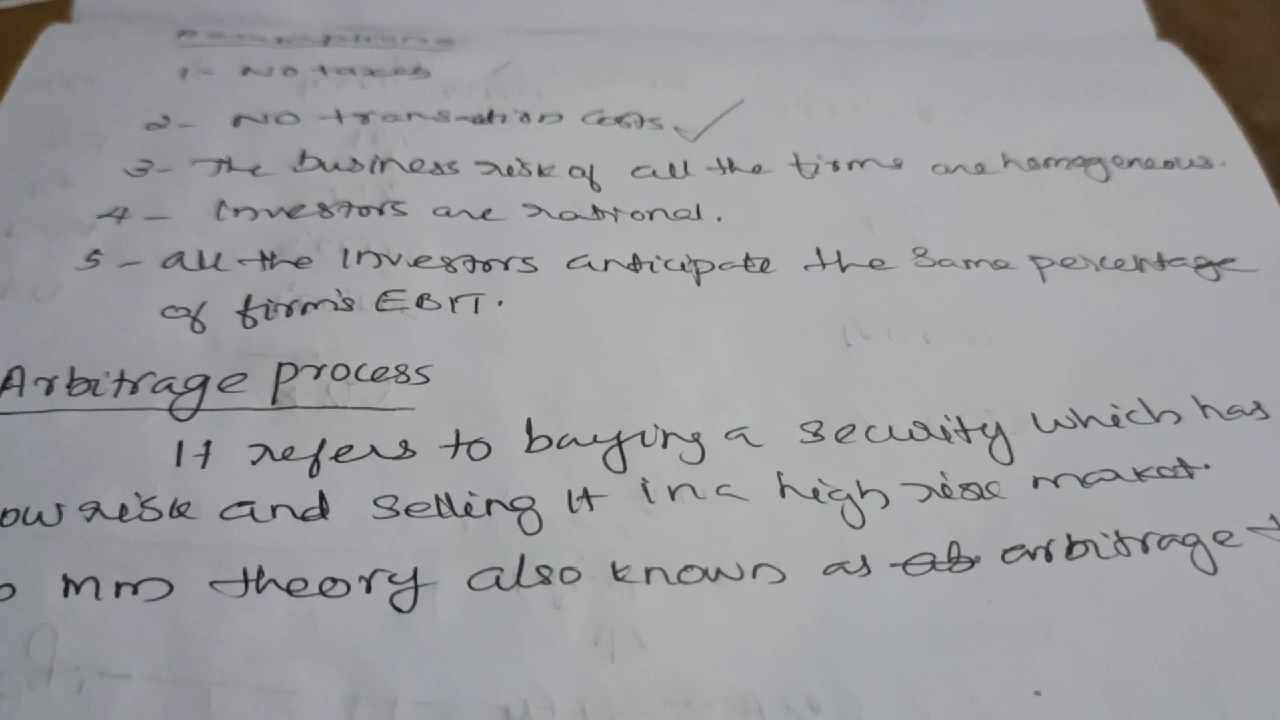 Assumptions
1- No taxes
2- No transaction costs. ✓
3- The business risk of all the firms are homogeneous.
4- Investors are rational.
5- all the Investors anticipate the same percentage
of firm's EBIT.
Arbitrage process
It refers to buying a security which has
ow risk and selling it in a high risk market.
mm theory also known as arbitrage